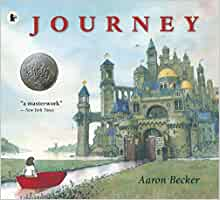 JOURNEY
"a masterwork"
— New York Times
Aaron Becker